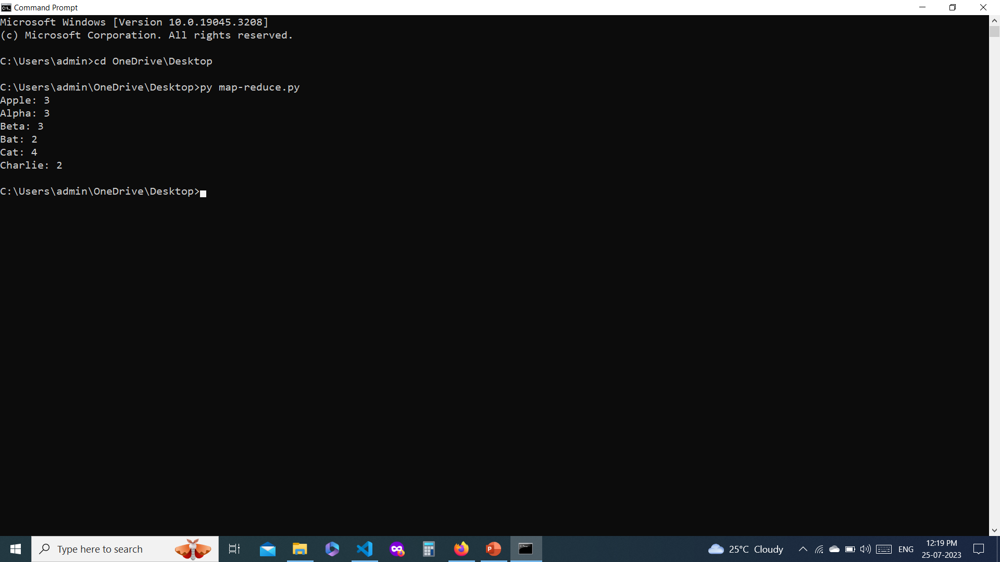 Command Prompt
Microsoft Windows [Version 10.0.19045.3208]
(c) Microsoft Corporation. All rights reserved.
C:\Users\admin>cd OneDrive\Desktop
C:\Users\admin\OneDrive\Desktop>py map-reduce.py
Apple: 3
Alpha: 3
Beta: 3
Bat: 2
Cat: 4
Charlie: 2
C:\Users\admin\OneDrive\Desktop>
Type here to search
25°C Cloudy
ENG
12:19 PM
25-07-2023